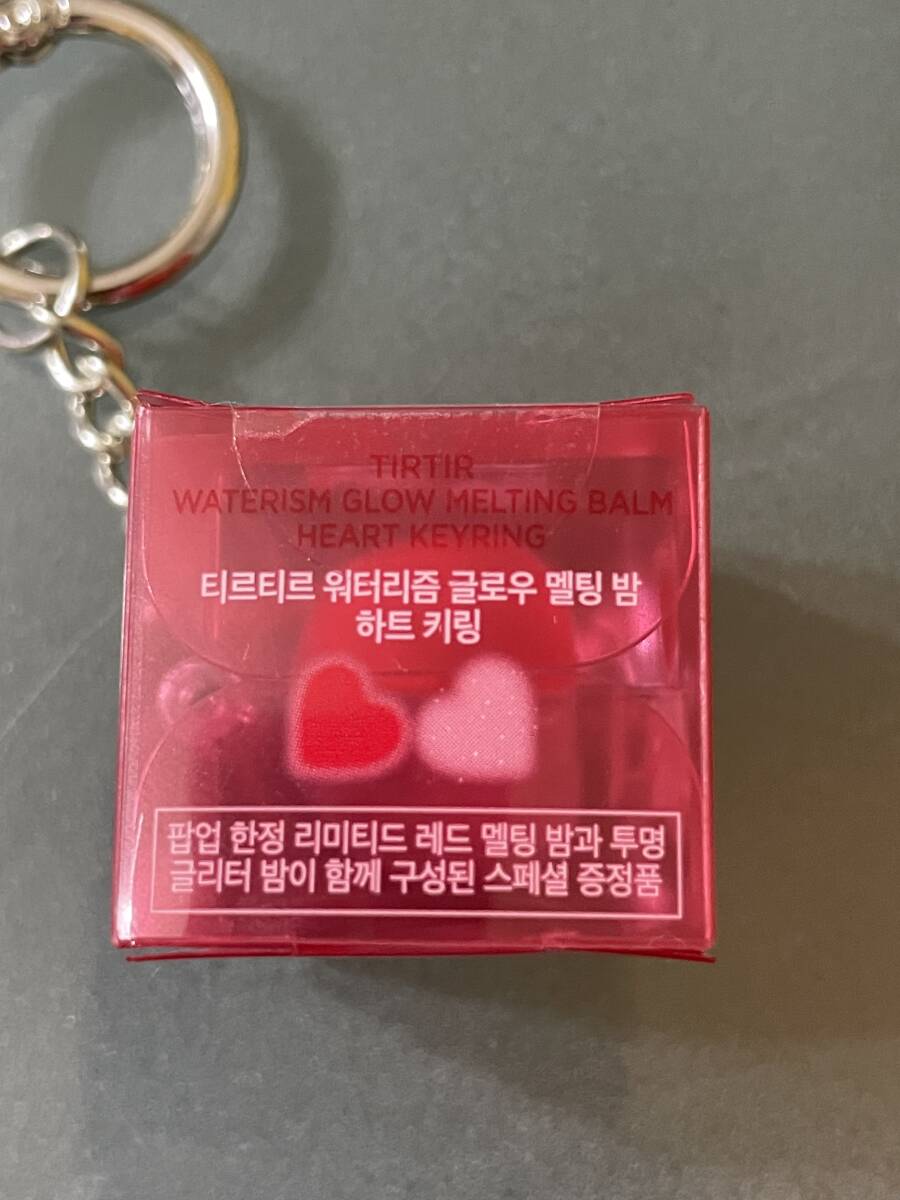 TIRTIR
WATERISM GLOW MELTING BALM
HEART KEYRING
티르티르 워터리즘 글로우 멜팅 밤
하트 키링
팝업 한정 리미티드 레드 멜팅 밤과 투명
글리터 밤이 함께 구성된 스페셜 증정품